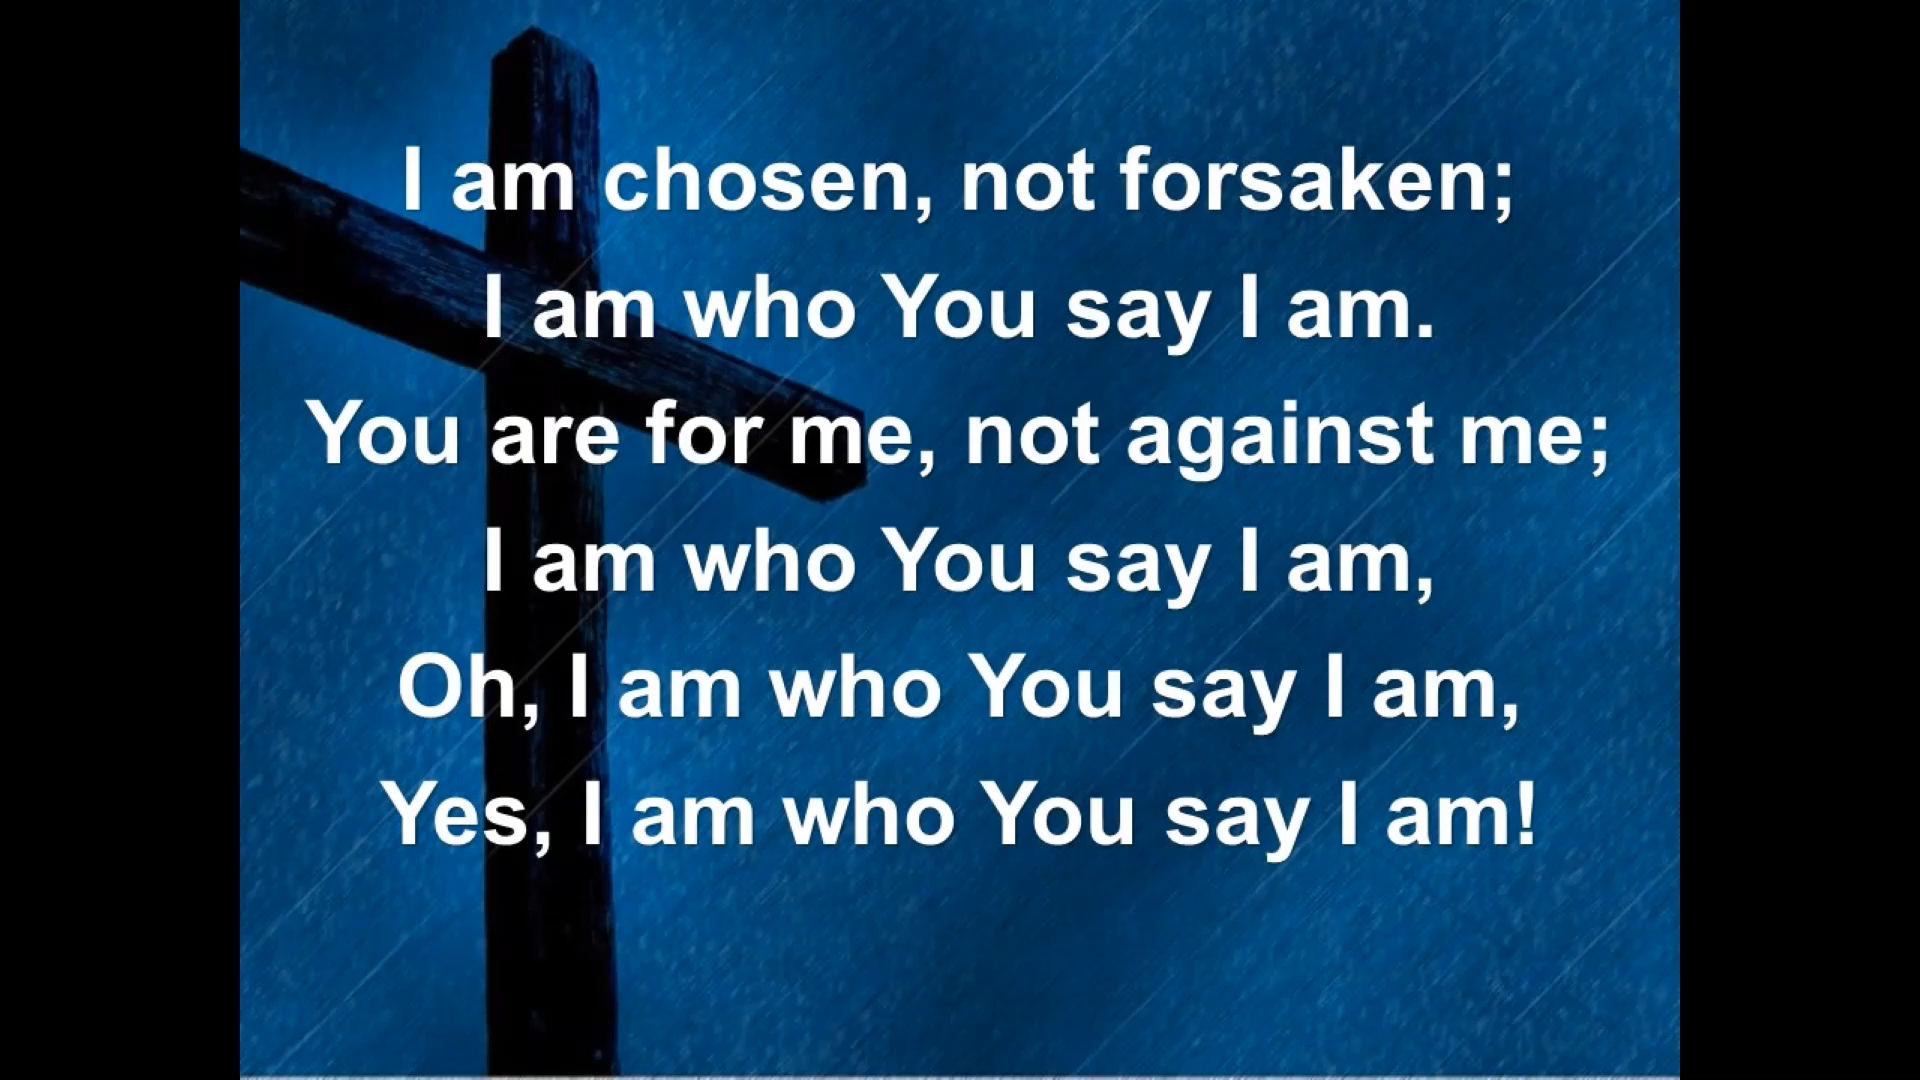 I am chosen, not forsaken;
I am who You say I am.
You are for me, not against me;
I am who You say I am,
Oh, I am who You say I am,
Yes, I am who You say I am!